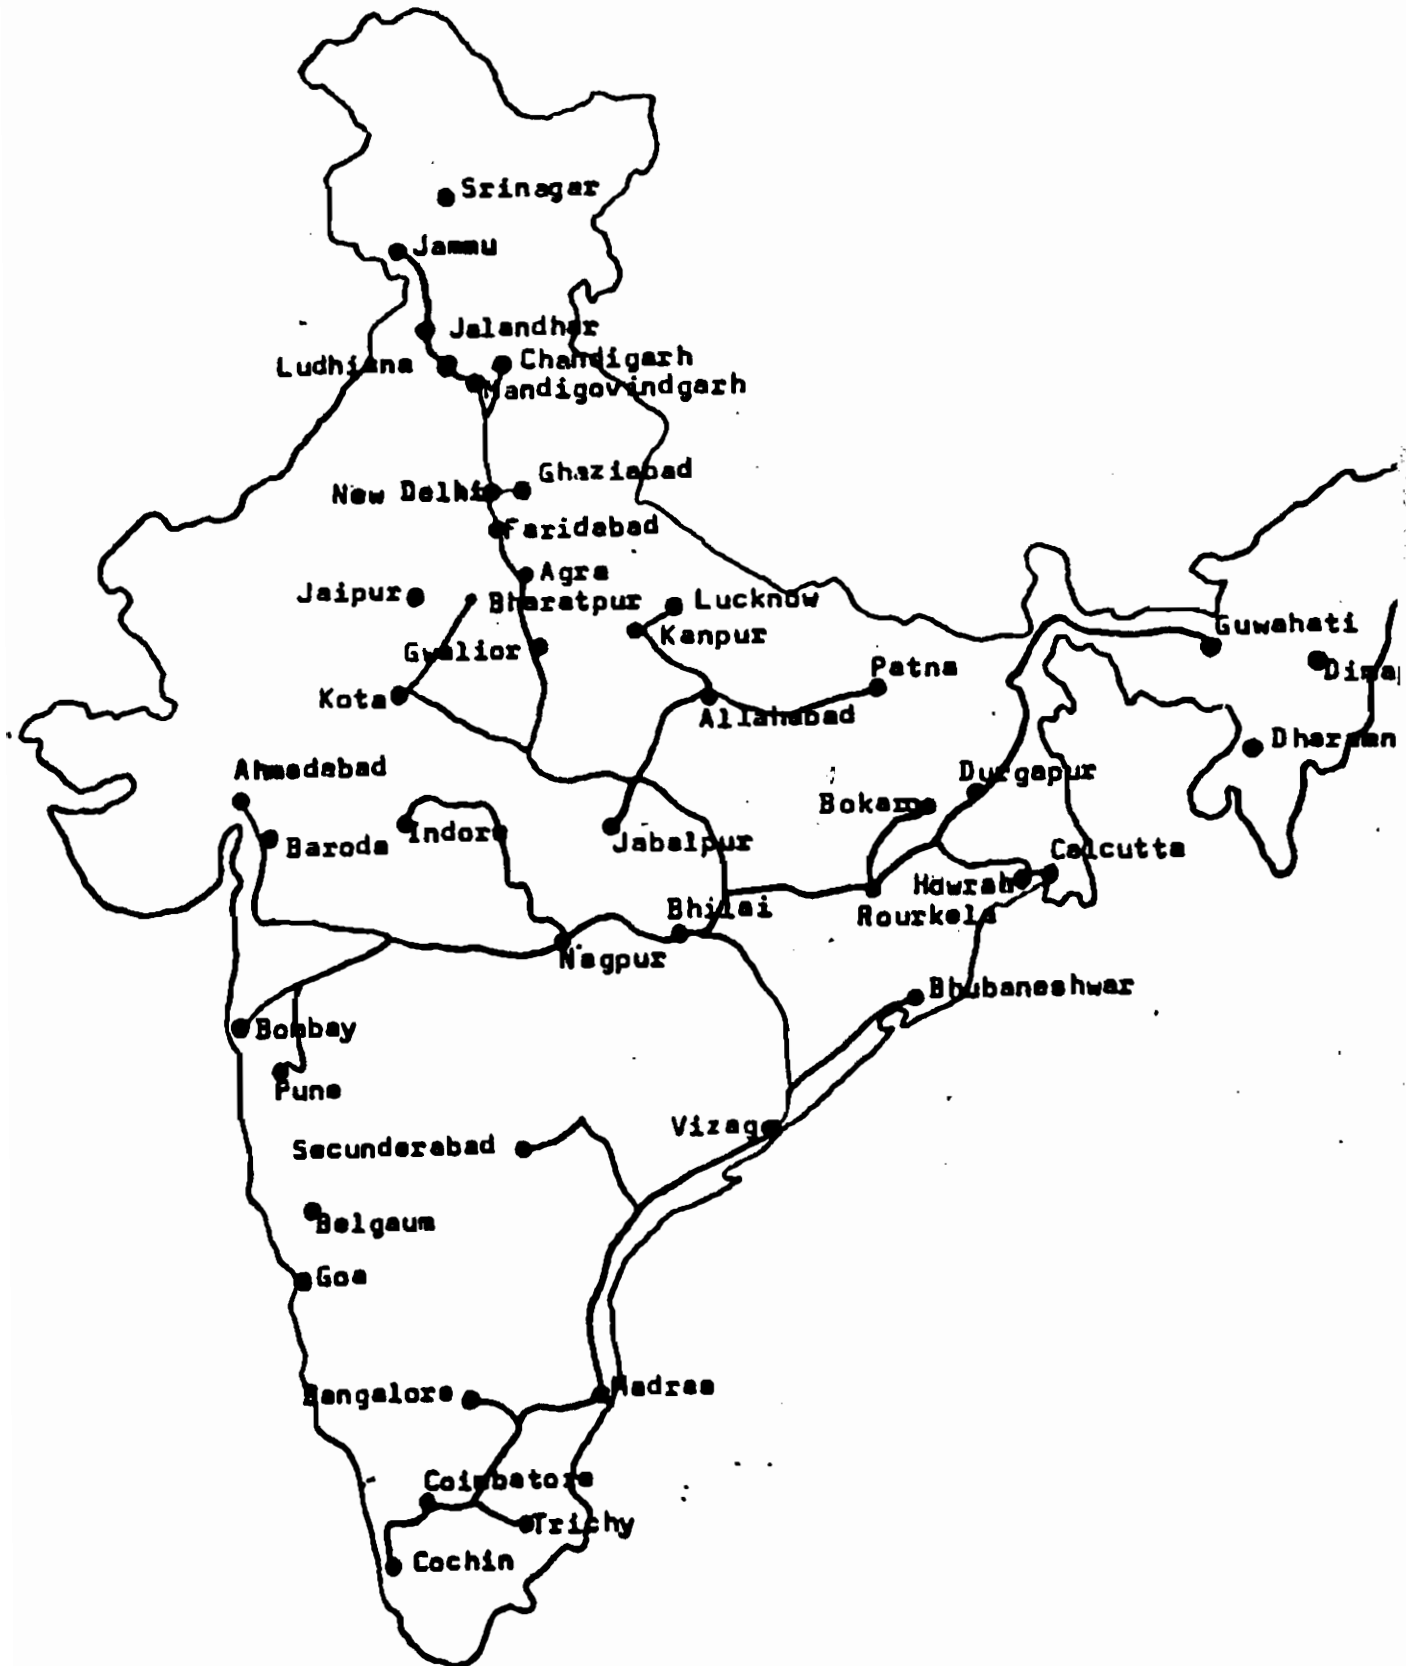 Srinagar
Jammu
Jalandhar
Ludhiana
Chandigarh
Mandigovindgarh
Ghaziabad
New Delhi
Faridabad
Agra
Jaipur
Bharatpur
Lucknow
Kanpur
Guwahati
Gwalior
Patna
Dima
Kota
Allahabad
Dharman
Ahmedabad
Durgapur
Bokaro
Indore
Baroda
Jabalpur
Calcutta
Howrah
Bhilai
Rourkela
Nagpur
Bhubaneshwar
Bombay
Pune
Vizag
Secunderabad
Belgaum
Goa
Bangalore
Madras
Coimbatore
Trichy
Cochin